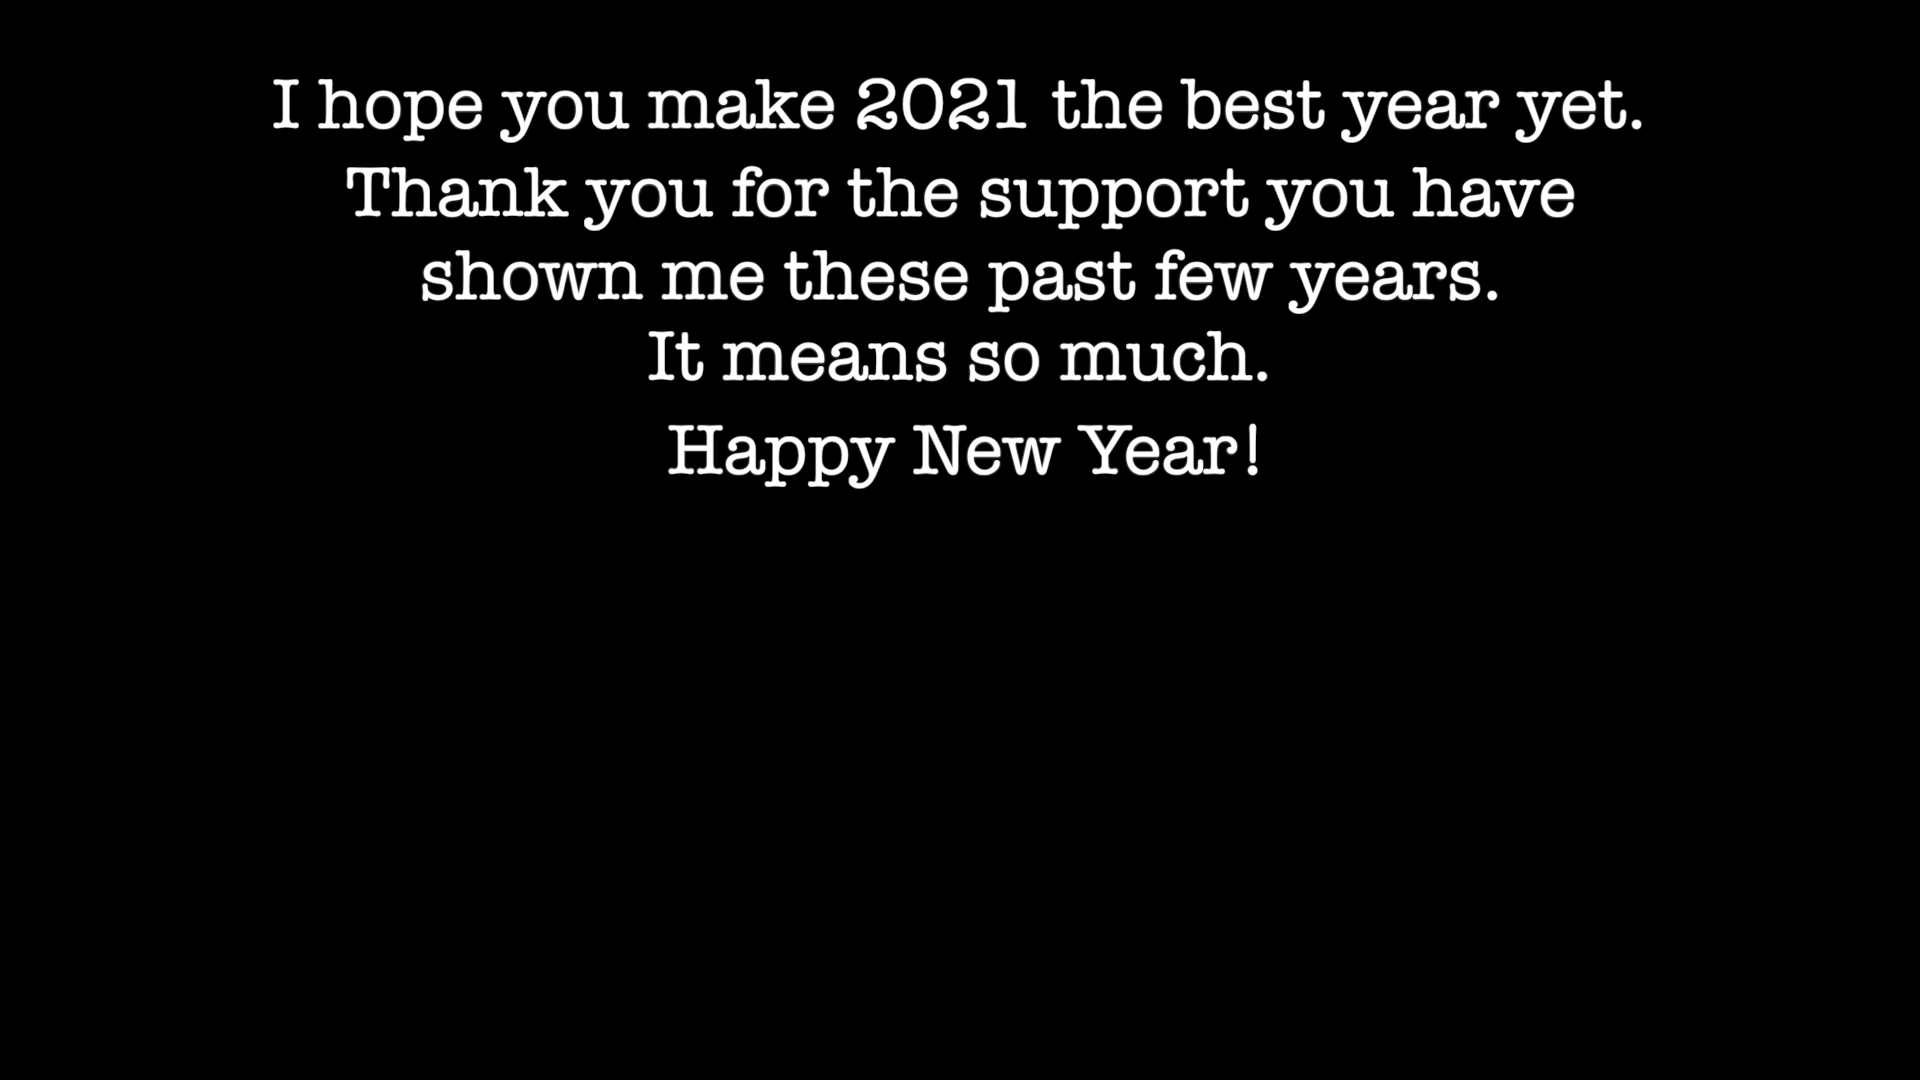 I hope you make 2021 the best year yet.
Thank you for the support you have
shown me these past few years.
It means so much.
Happy New Year!